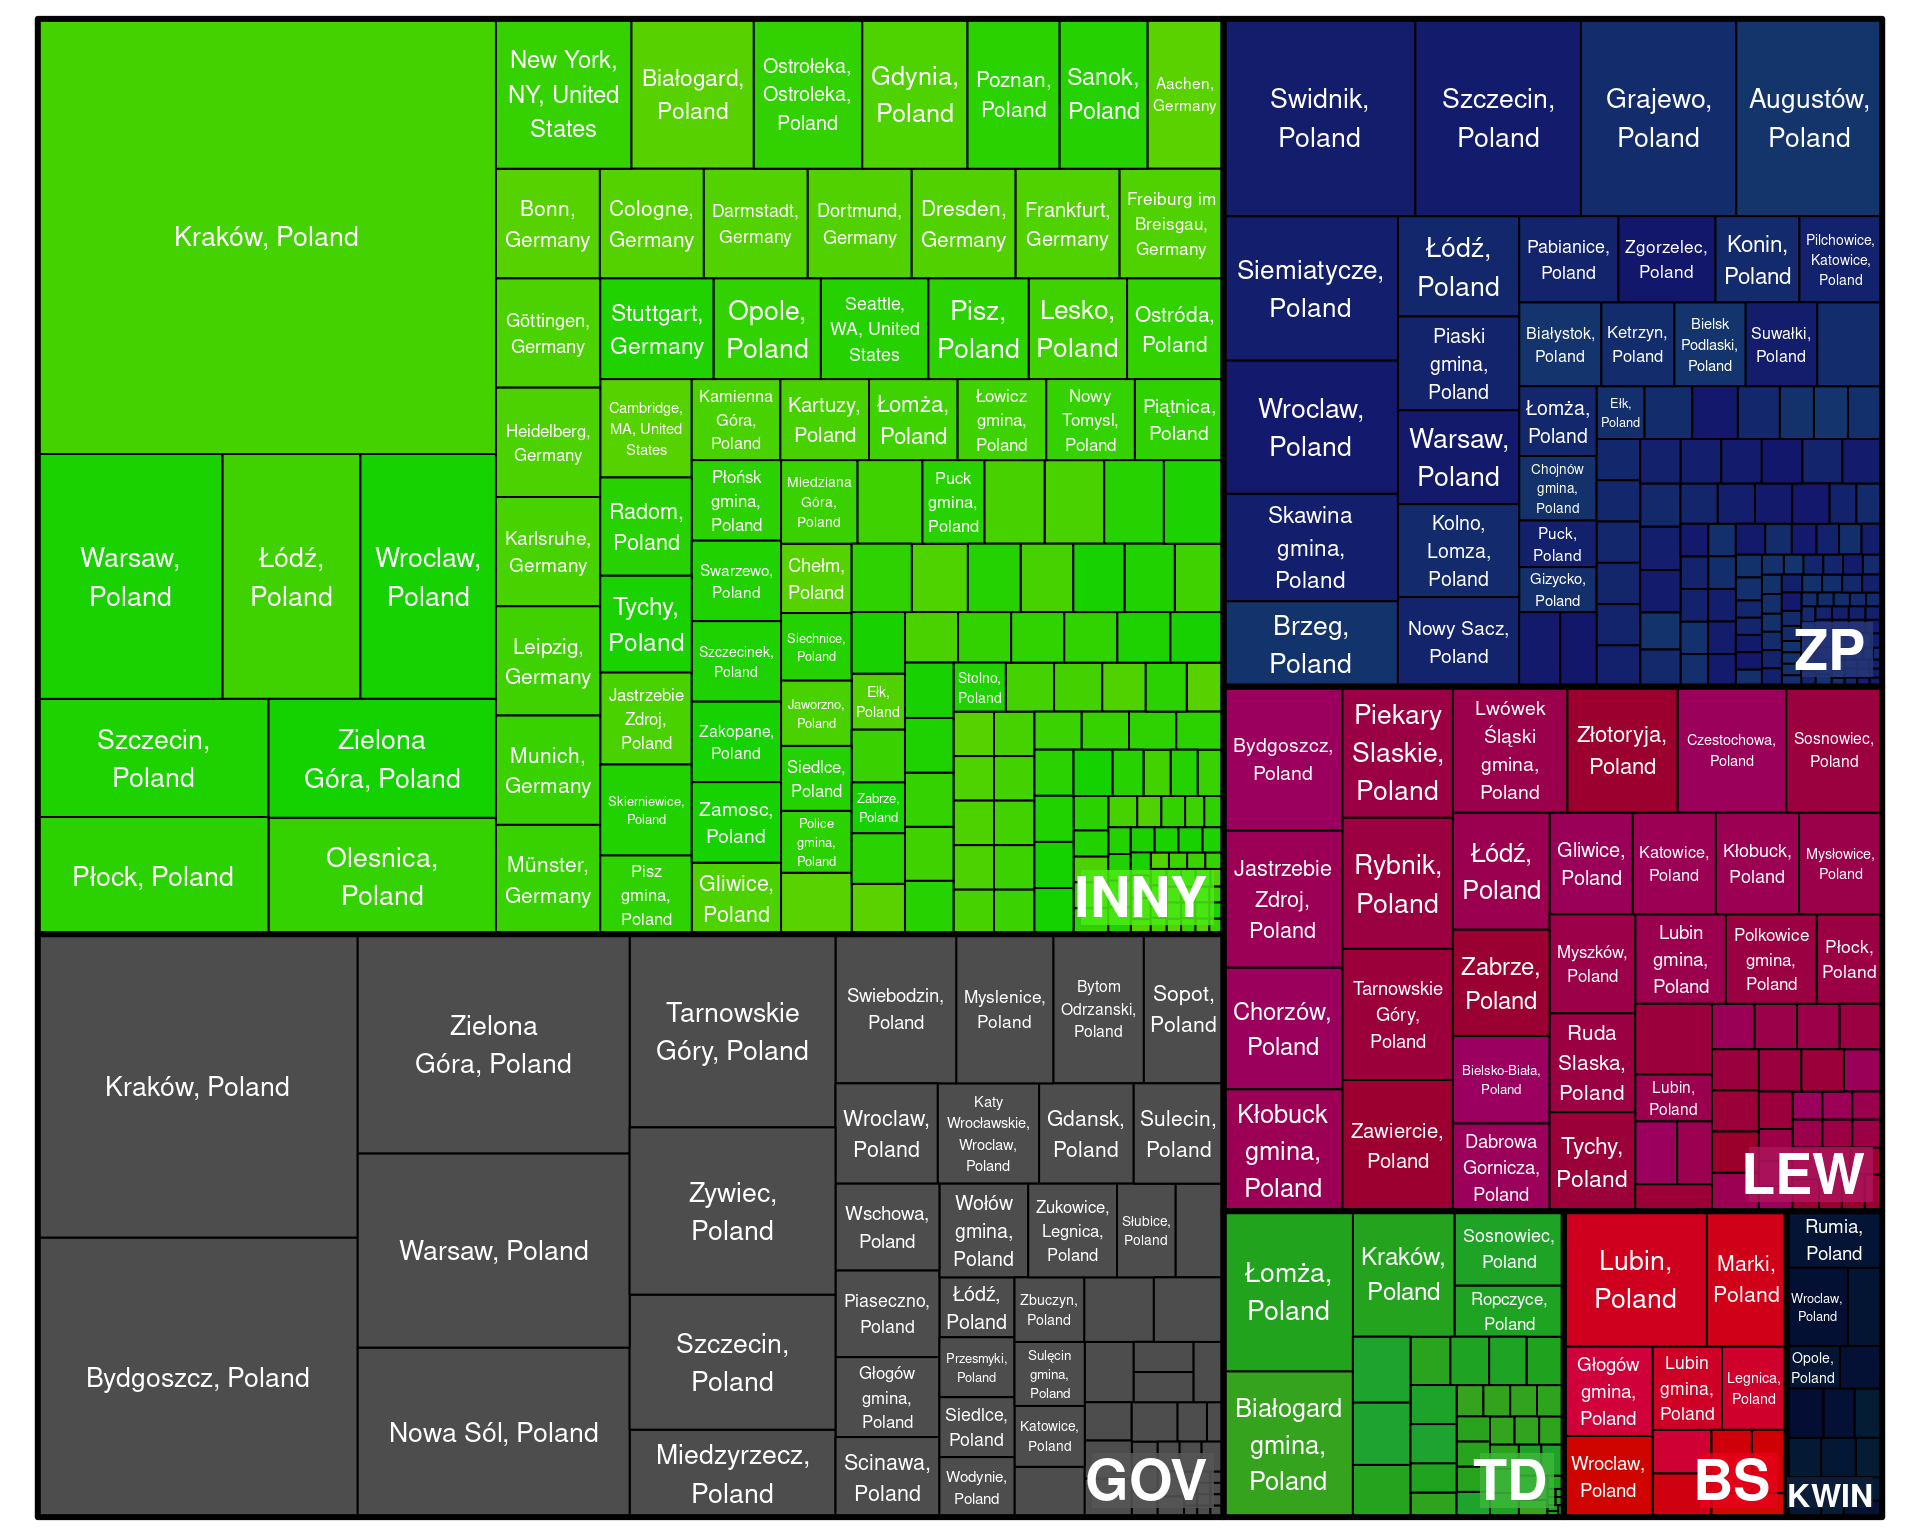 Kraków, Poland
New York,
NY, United
States
Białogard,
Poland
Ostrołeka,
Ostroleka,
Poland
Gdynia,
Poland
Poznan,
Poland
Sanok,
Poland
Aachen,
Germany
Bonn,
Germany
Cologne,
Germany
Darmstadt,
Germany
Dortmund,
Germany
Dresden,
Germany
Frankfurt,
Germany
Freiburg im
Breisgau,
Germany
Göttingen,
Germany
Stuttgart,
Germany
Opole,
Poland
Seattle,
WA, United
States
Pisz,
Poland
Lesko,
Poland
Ostróda,
Poland
Heidelberg,
Germany
Cambridge,
MA, United
States
Kamienna
Góra,
Poland
Kartuzy,
Poland
Łomża,
Poland
Łowicz
gmina,
Poland
Nowy
Tomysl,
Poland
Piątnica,
Poland
Warsaw,
Poland
Łódź,
Poland
Wroclaw,
Poland
Karlsruhe,
Germany
Radom,
Poland
Płońsk
gmina,
Poland
Miedziana
Góra,
Poland
Puck
gmina,
Poland
Swarzewo,
Poland
Chełm,
Poland
Leipzig,
Germany
Tychy,
Poland
Szczecinek,
Poland
Siechnice,
Poland
Stolno,
Poland
Jastrzebie
Zdroj,
Poland
Jaworzno,
Poland
Ełk,
Poland
Szczecin,
Poland
Zielona
Góra, Poland
Munich,
Germany
Zakopane,
Poland
Siedlce,
Poland
Skierniewice,
Poland
Zamosc,
Poland
Zabrze,
Poland
Police
gmina,
Poland
Płock, Poland
Olesnica,
Poland
Münster,
Germany
Pisz
gmina,
Poland
Gliwice,
Poland
INNY
Swidnik,
Poland
Szczecin,
Poland
Grajewo,
Poland
Augustów,
Poland
Siemiatycze,
Poland
Łódź,
Poland
Pabianice,
Poland
Zgorzelec,
Poland
Konin,
Poland
Pilchowice,
Katowice,
Poland
Piaski
gmina,
Poland
Białystok,
Poland
Ketrzyn,
Poland
Bielsk
Podlaski,
Poland
Suwałki,
Poland
Wroclaw,
Poland
Warsaw,
Poland
Łomża,
Poland
Ełk,
Poland
Chojnów
gmina,
Poland
Skawina
gmina,
Poland
Kolno,
Lomza,
Poland
Puck,
Poland
Gizycko,
Poland
Brzeg,
Poland
Nowy Sacz,
Poland
ZP
Bydgoszcz,
Poland
Piekary
Slaskie,
Poland
Lwówek
Śląski
gmina,
Poland
Złotoryja,
Poland
Czestochowa,
Poland
Sosnowiec,
Poland
Jastrzebie
Zdroj,
Poland
Rybnik,
Poland
Łódź,
Poland
Gliwice,
Poland
Katowice,
Poland
Kłobuck,
Poland
Mysłowice,
Poland
Chorzów,
Poland
Tarnowskie
Góry,
Poland
Zabrze,
Poland
Myszków,
Poland
Lubin
gmina,
Poland
Polkowice
gmina,
Poland
Płock,
Poland
Bielsko-Biała,
Poland
Ruda
Slaska,
Poland
Lubin,
Poland
Kłobuck
gmina,
Poland
Zawiercie,
Poland
Dabrowa
Gornicza,
Poland
Tychy,
Poland
LEW
Kraków, Poland
Zielona
Góra, Poland
Tarnowskie
Góry, Poland
Swiebodzin,
Poland
Myslenice,
Poland
Bytom
Odrzanski,
Poland
Sopot,
Poland
Wroclaw,
Poland
Katy
Wrocławskie,
Wroclaw,
Poland
Gdansk,
Poland
Sulecin,
Poland
Zywiec,
Poland
Warsaw, Poland
Wschowa,
Poland
Wołów
gmina,
Poland
Zukowice,
Legnica,
Poland
Słubice,
Poland
Bydgoszcz, Poland
Szczecin,
Poland
Piaseczno,
Poland
Łódź,
Poland
Zbuczyn,
Poland
Nowa Sól, Poland
Głogów
gmina,
Poland
Przesmyki,
Poland
Sulęcin
gmina,
Poland
Siedlce,
Poland
Katowice,
Poland
Miedzyrzecz,
Poland
Scinawa,
Poland
Wodynie,
Poland
GOV
Łomża,
Poland
Kraków,
Poland
Sosnowiec,
Poland
Ropczyce,
Poland
Białogard
gmina,
Poland
TD
Lubin,
Poland
Marki,
Poland
Głogów
gmina,
Poland
Lubin
gmina,
Poland
Legnica,
Poland
Wroclaw,
Poland
BS
Rumia,
Poland
Wroclaw,
Poland
Opole,
Poland
KWIN